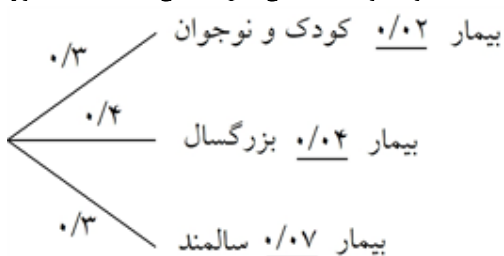 ۰/۳ کودک و نوجوان ۰/۰۲ بیمار
۰/۴ بزرگسال ۰/۰۴ بیمار
۰/۳ سالمند ۰/۰۷ بیمار